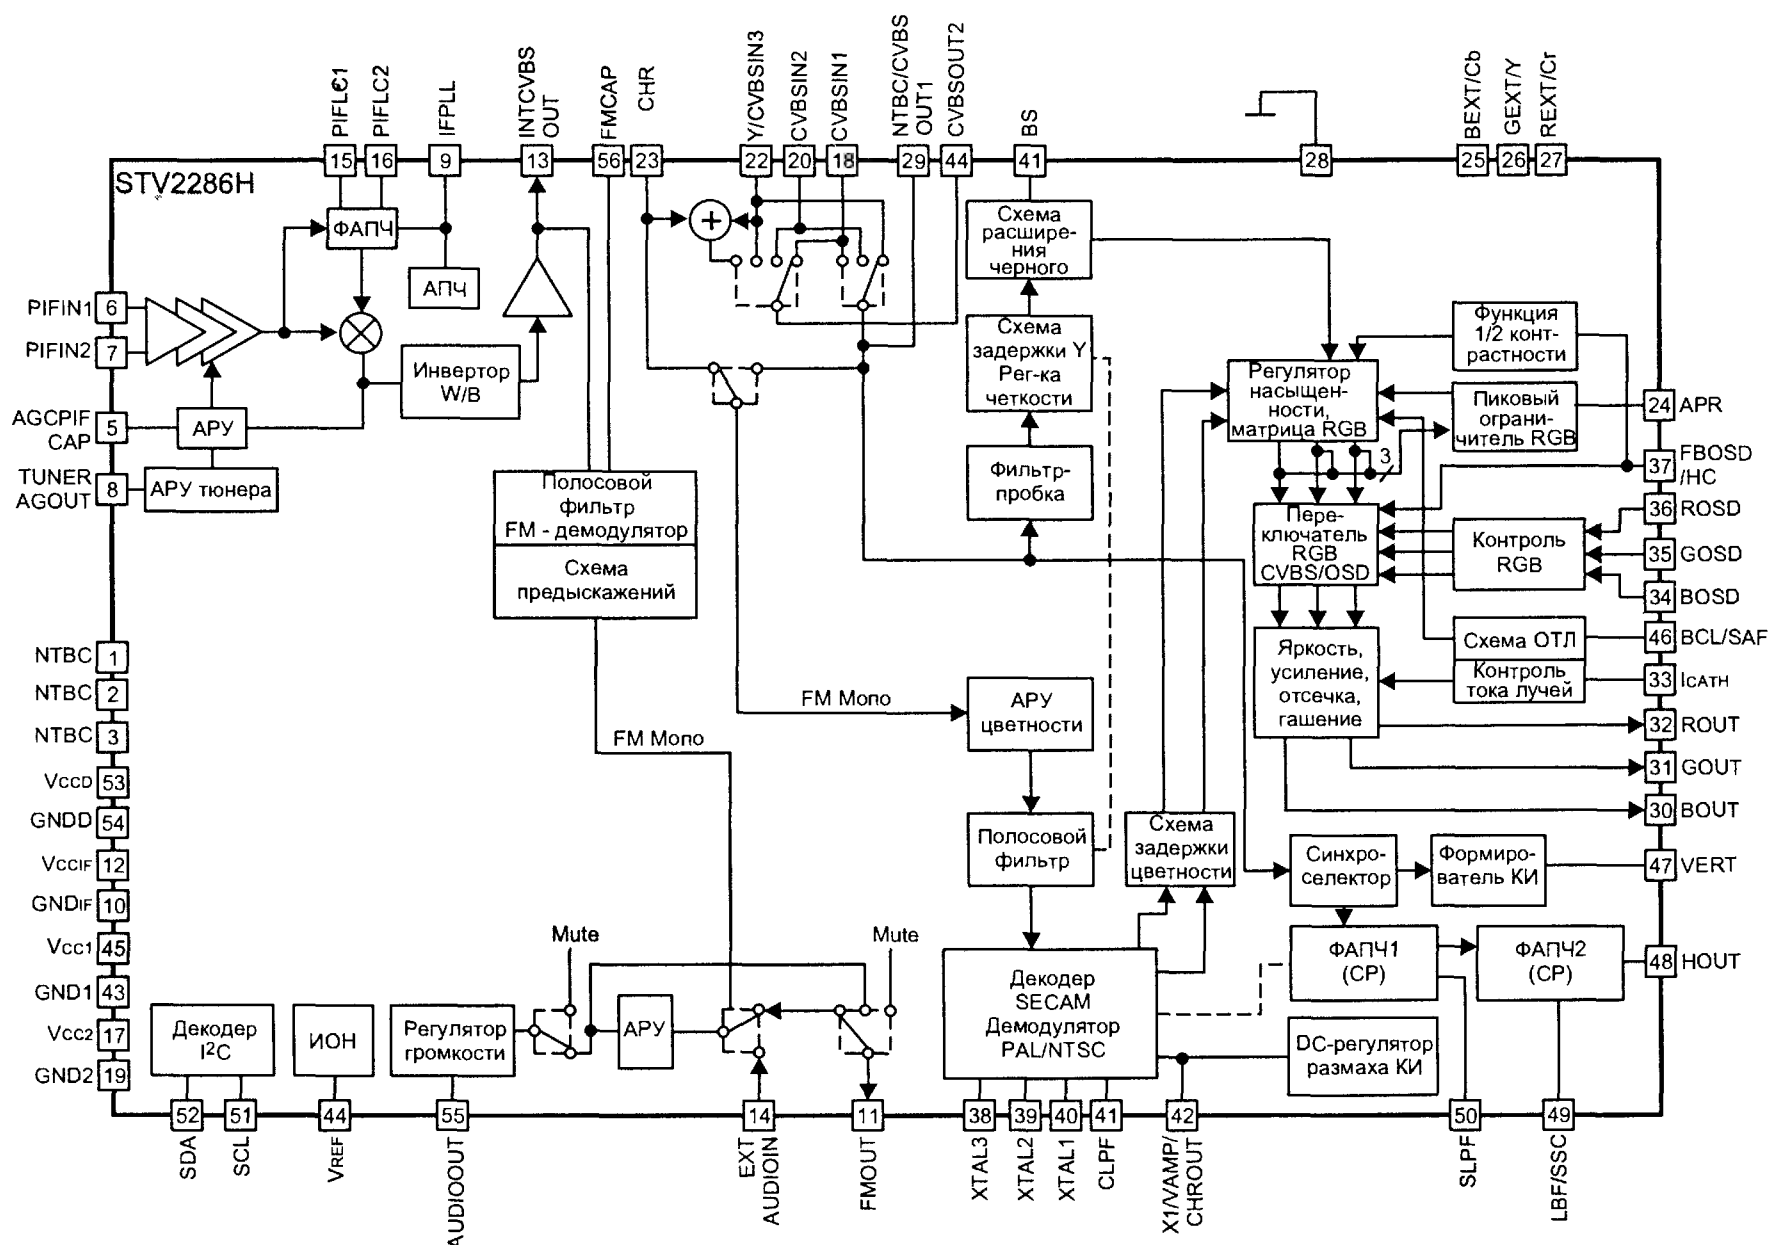 PIFLC1
PIFLC2
IFPLL
INTCVBS
OUT
FMCAP
CHR
Y/CVBSIN3
CVBSIN2
CVBSIN1
NTBC/CVBS
OUT1
CVBSOUT2
BS
BEXT/Cb
GEXT/Y
REXT/Cr
15
16
9
13
56
23
22
20
18
29
44
41
28
25
26
27
STV2286H
ФАПЧ
АПЧ
+
Схема
расшире-
ния
черного
PIFIN1
6
PIFIN2
7
Инвертор
W/B
Схема
задержки Y
Рег-ка
четкости
Функция
1/2 конт-
растности
Регулятор
насыщен-
ности,
матрица RGB
Пиковый
ограни-
читель RGB
24
APR
AGCPIF
CAP
5
АРУ
TUNER
AGOUT
8
АРУ тюнера
Полосовой
фильтр
FM - демодулятор
Схема
предыскажений
Фильтр-
пробка
3
37
FBOSD
/HC
Пере-
ключатель
RGB
CVBS/OSD
Контроль
RGB
36
ROSD
35
GOSD
34
BOSD
NTBC
1
NTBC
2
NTBC
3
Яркость,
усиление,
отсечка,
гашение
Схема ОТЛ
Контроль
тока лучей
46
BCL/SAF
33
ICATH
32
ROUT
31
GOUT
30
BOUT
FM Моно
АРУ
цветности
FM Мопо
VCCD
53
GNDD
54
VCCIF
12
GNDIF
10
VCC1
45
GND1
43
VCC2
17
GND2
19
Полосовой
фильтр
Схема
задержки
цветности
Синхро-
селектор
Формиро-
ватель КИ
47
VERT
Mute
Mute
Декодер
SECAM
Демодулятор
PAL/NTSC
ФАПЧ1
(СР)
ФАПЧ2
(СР)
48
HOUT
Декодер
I2C
ИОН
Регулятор
громкости
АРУ
DC-регулятор
размаха КИ
52
51
44
55
14
11
38
39
40
41
42
50
49
SDA
SCL
VREF
AUDIOOUT
EXT
AUDIOIN
FMOUT
XTAL3
XTAL2
XTAL1
CLPF
X1/VAMP/
CHROUT
SLPF
LBF/SSC